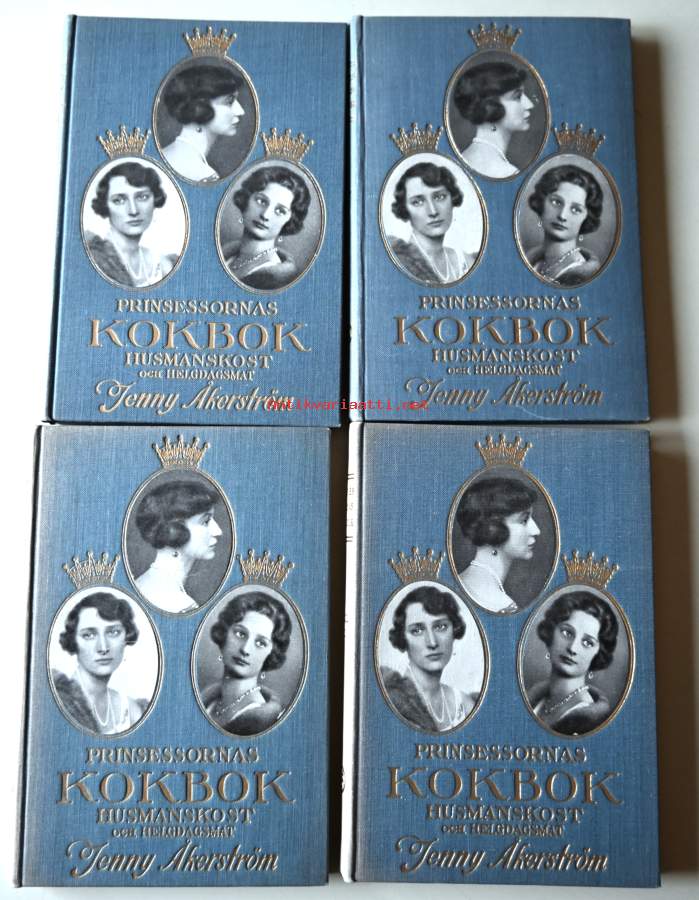 PRINSESSORNAS
KOKBOK
HUSMANSKOST
OCH HELGDAGSMAT
Jenny Åkerström
PRINSESSORNAS
KOKBOK
HUSMANSKOST
OCH HELGDAGSMAT
Jenny Åkerström
Antikvariaatti.net
PRINSESSORNAS
KOKBOK
HUSMANSKOST
OCH HELGDAGSMAT
Jenny Åkerström
PRINSESSORNAS
KOKBOK
HUSMANSKOST
OCH HELGDAGSMAT
Jenny Åkerström